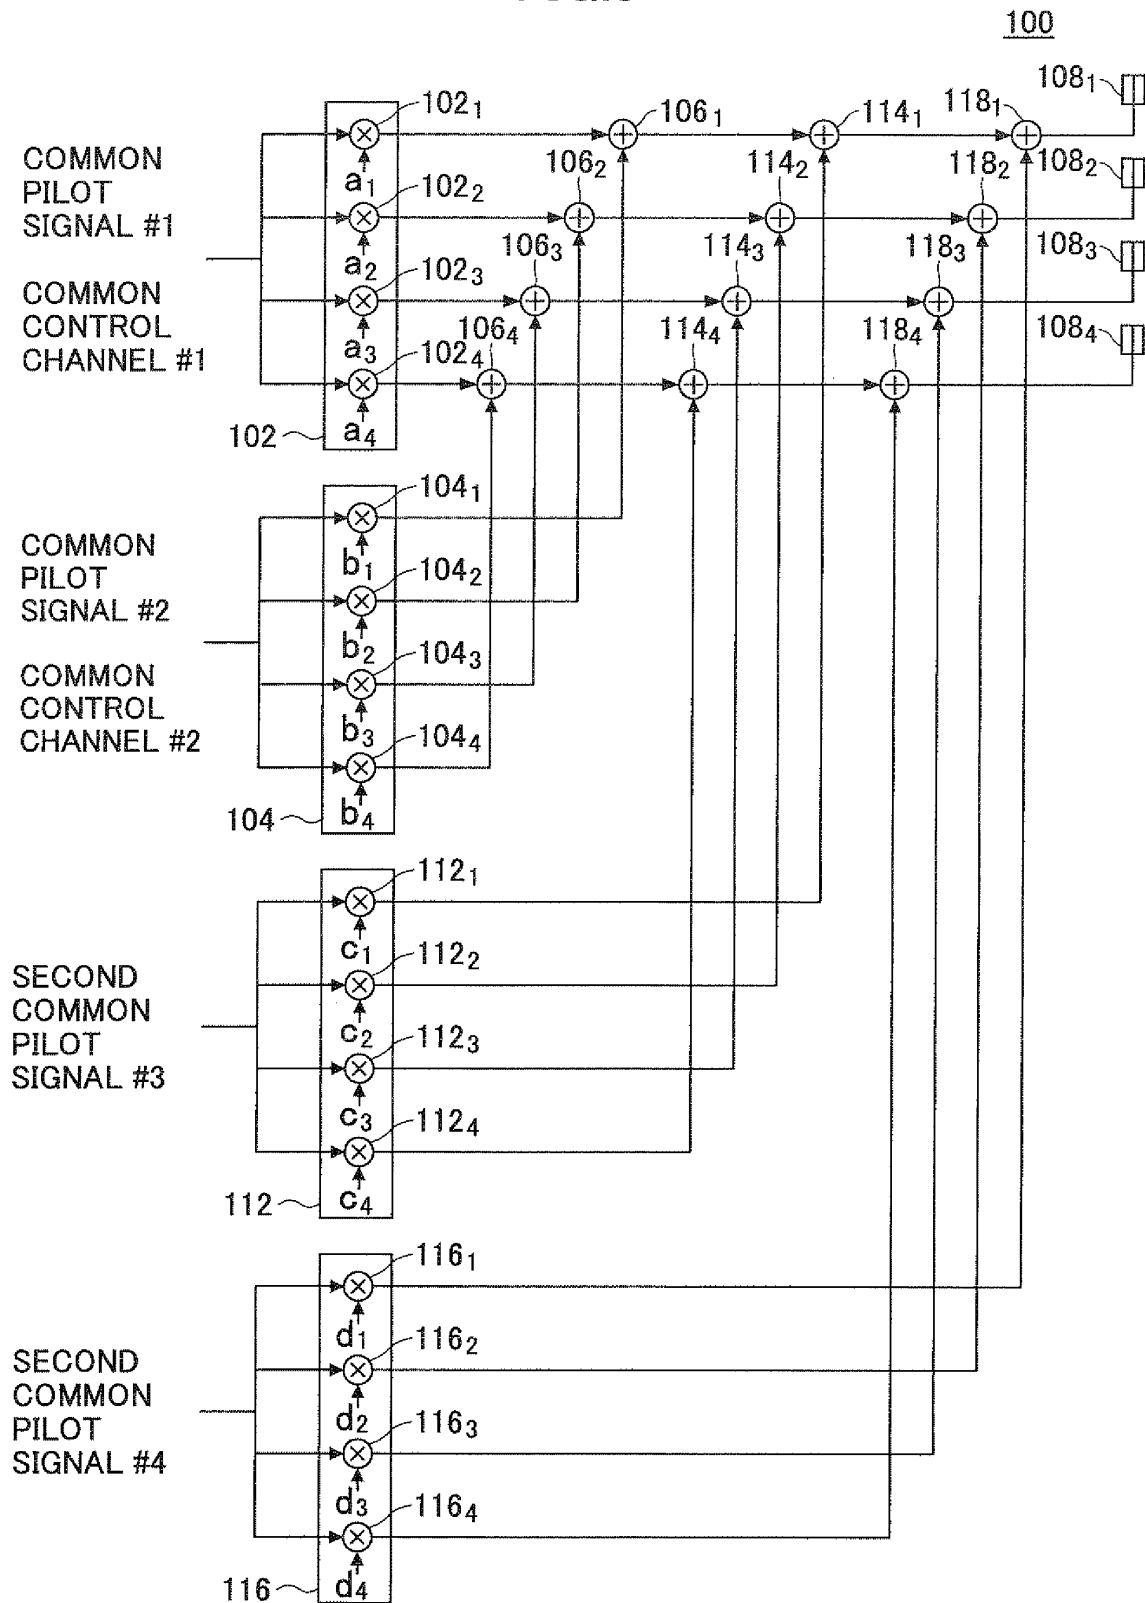 100
108₁
102₁
106₁
114₁
118₁
COMMON
PILOT
SIGNAL #1
a₁
102₂
106₂
114₂
118₂
108₂
a₂
102₃
106₃
114₃
118₃
108₃
COMMON
CONTROL
CHANNEL #1
a₃
102₄
106₄
114₄
118₄
108₄
a₄
102
104₁
COMMON
PILOT
SIGNAL #2
b₁
104₂
b₂
104₃
COMMON
CONTROL
CHANNEL #2
b₃
104₄
b₄
104
112₁
c₁
112₂
SECOND
COMMON
PILOT
SIGNAL #3
c₂
112₃
c₃
112₄
c₄
112
116₁
d₁
116₂
SECOND
COMMON
PILOT
SIGNAL #4
d₂
116₃
d₃
116₄
d₄
116